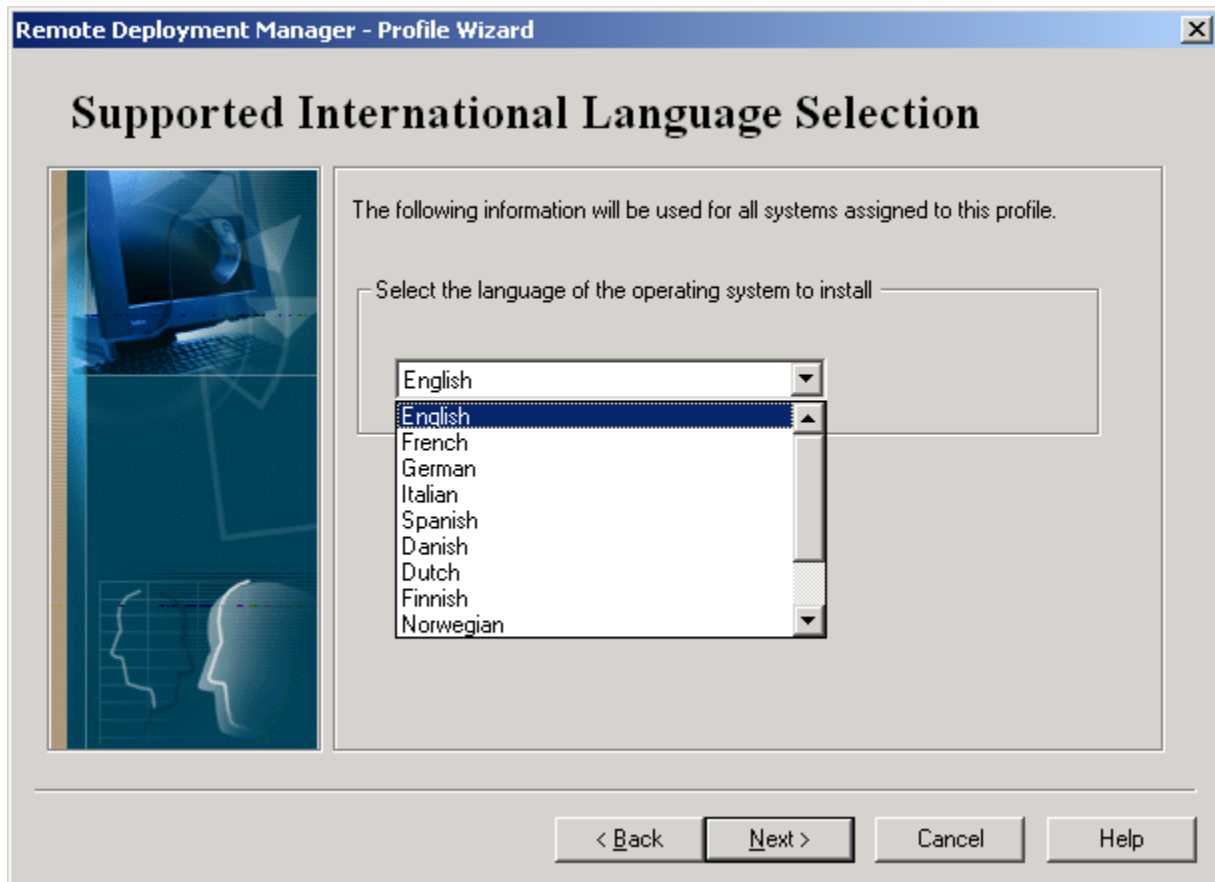 Remote Deployment Manager - Profile Wizard
Supported International Language Selection
The following information will be used for all systems assigned to this profile.
Select the language of the operating system to install
English
English
French
German
Italian
Spanish
Danish
Dutch
Finnish
Norwegian
< Back Next > Cancel Help